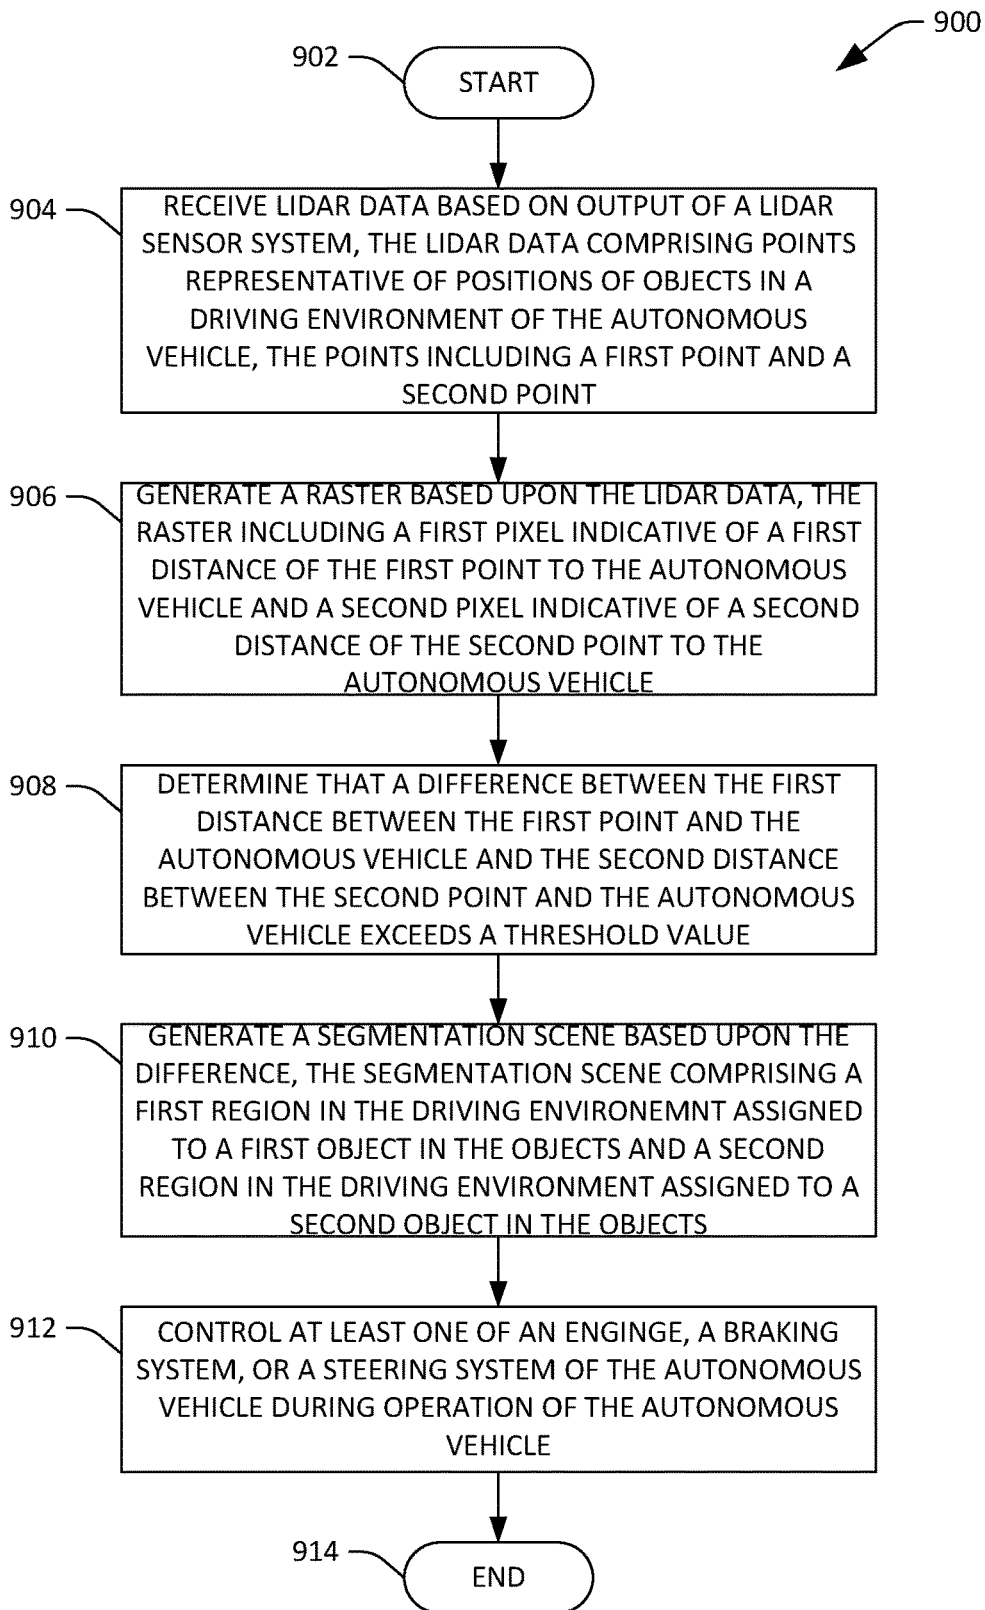 900
902
START
904
RECEIVE LIDAR DATA BASED ON OUTPUT OF A LIDAR
SENSOR SYSTEM, THE LIDAR DATA COMPRISING POINTS
REPRESENTATIVE OF POSITIONS OF OBJECTS IN A
DRIVING ENVIRONMENT OF THE AUTONOMOUS
VEHICLE, THE POINTS INCLUDING A FIRST POINT AND A
SECOND POINT
906
GENERATE A RASTER BASED UPON THE LIDAR DATA, THE
RASTER INCLUDING A FIRST PIXEL INDICATIVE OF A FIRST
DISTANCE OF THE FIRST POINT TO THE AUTONOMOUS
VEHICLE AND A SECOND PIXEL INDICATIVE OF A SECOND
DISTANCE OF THE SECOND POINT TO THE
AUTONOMOUS VEHICLE
908
DETERMINE THAT A DIFFERENCE BETWEEN THE FIRST
DISTANCE BETWEEN THE FIRST POINT AND THE
AUTONOMOUS VEHICLE AND THE SECOND DISTANCE
BETWEEN THE SECOND POINT AND THE AUTONOMOUS
VEHICLE EXCEEDS A THRESHOLD VALUE
910
GENERATE A SEGMENTATION SCENE BASED UPON THE
DIFFERENCE, THE SEGMENTATION SCENE COMPRISING A
FIRST REGION IN THE DRIVING ENVIRONEMNT ASSIGNED
TO A FIRST OBJECT IN THE OBJECTS AND A SECOND
REGION IN THE DRIVING ENVIRONMENT ASSIGNED TO A
SECOND OBJECT IN THE OBJECTS
912
CONTROL AT LEAST ONE OF AN ENGINGE, A BRAKING
SYSTEM, OR A STEERING SYSTEM OF THE AUTONOMOUS
VEHICLE DURING OPERATION OF THE AUTONOMOUS
VEHICLE
914
END